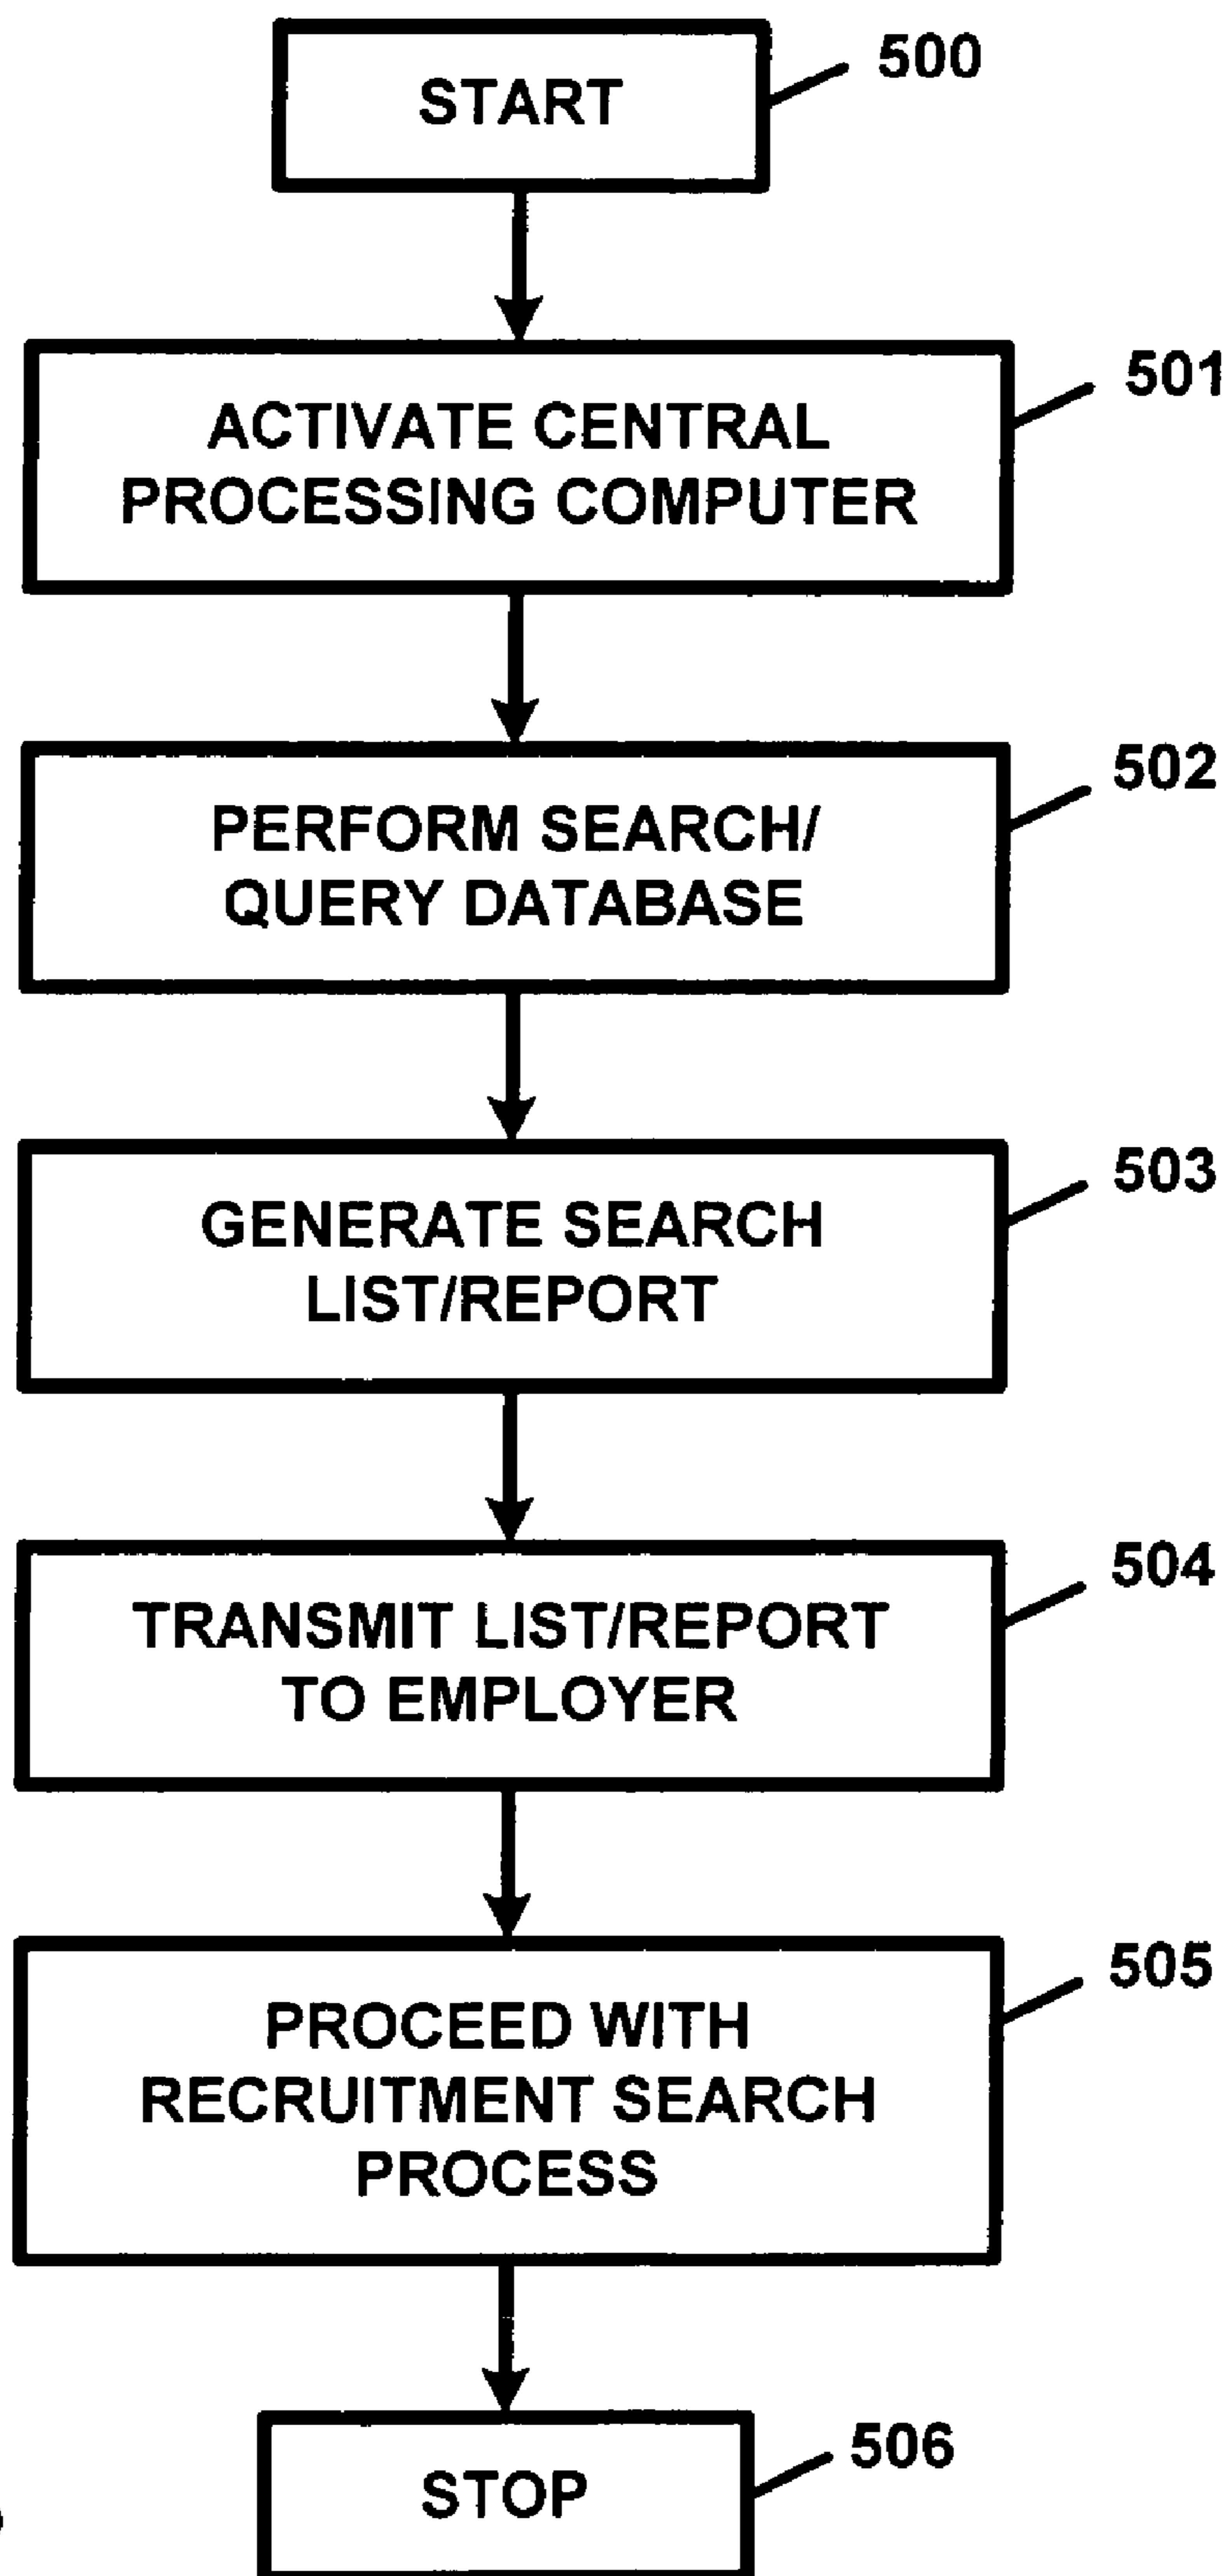 START
500
ACTIVATE CENTRAL
PROCESSING COMPUTER
501
PERFORM SEARCH/
QUERY DATABASE
502
GENERATE SEARCH
LIST/REPORT
503
TRANSMIT LIST/REPORT
TO EMPLOYER
504
PROCEED WITH
RECRUITMENT SEARCH
PROCESS
505
STOP
506